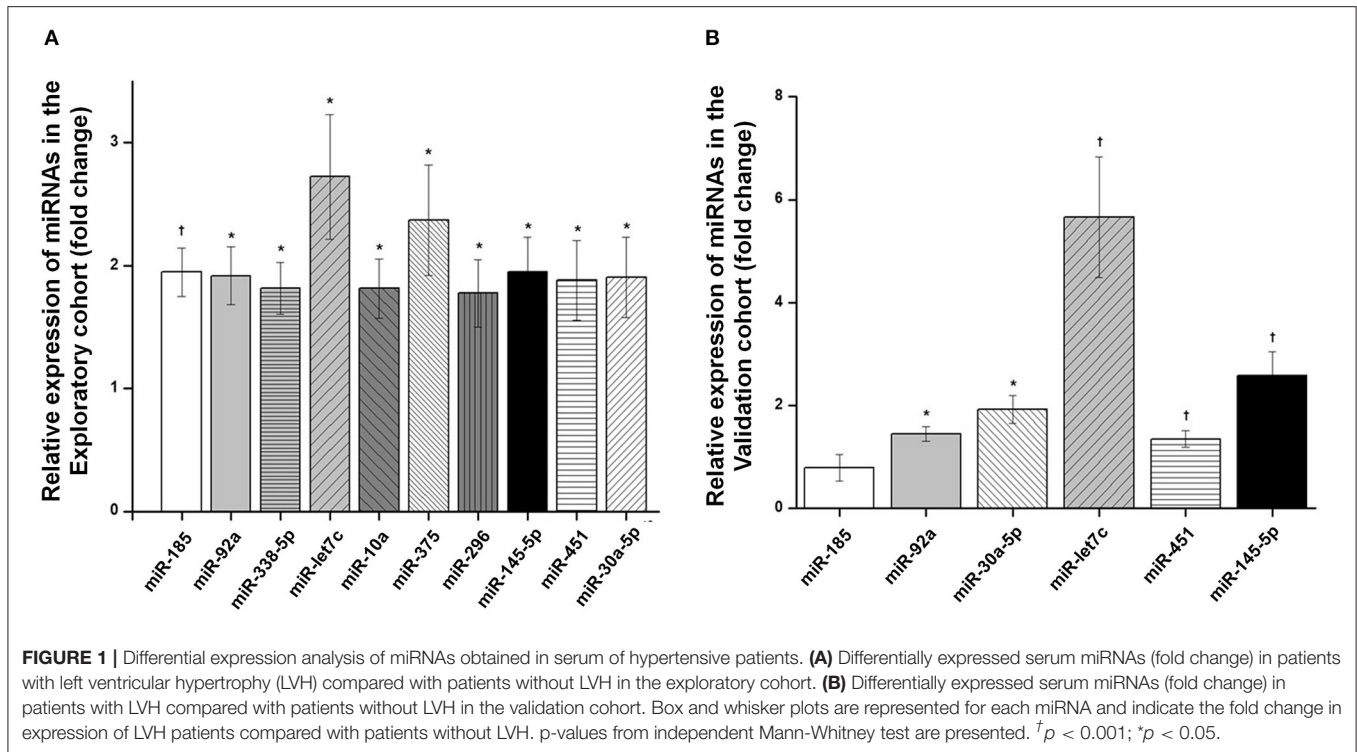 A
Relative expression of miRNAs in the
Exploratory cohort (fold change)
3
2
1
0
†
*
*
*
*
*
*
*
*
*
miR-185
miR-92a
miR-338-5p
miR-let7c
miR-10a
miR-375
miR-296
miR-145-5p
miR-451
miR-30a-5p
B
Relative expression of miRNAs in the
Validation cohort (fold change)
8
6
4
2
0
*
*
†
†
†
miR-185
miR-92a
miR-30a-5p
miR-let7c
miR-451
miR-145-5p
FIGURE 1 | Differential expression analysis of miRNAs obtained in serum of hypertensive patients. (A) Differentially expressed serum miRNAs (fold change) in patients
with left ventricular hypertrophy (LVH) compared with patients without LVH in the exploratory cohort. (B) Differentially expressed serum miRNAs (fold change) in
patients with LVH compared with patients without LVH in the validation cohort. Box and whisker plots are represented for each miRNA and indicate the fold change in
expression of LVH patients compared with patients without LVH. p-values from independent Mann-Whitney test are presented. †p < 0.001; *p < 0.05.